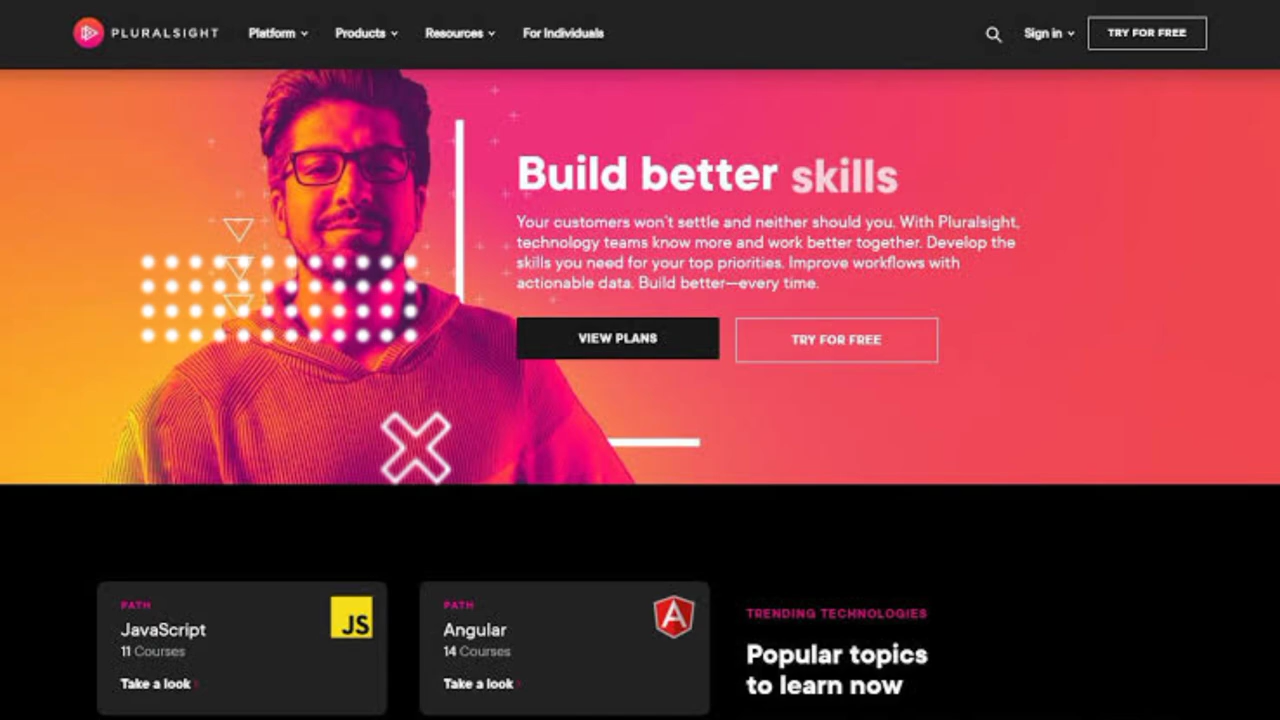 PLURALSIGHT Platform Products Resources For Individuals Sign in TRY FOR FREE
Build better skills
Your customers won't settle and neither should you. With Pluralsight,
technology teams know more and work better together. Develop the
skills you need for your top priorities. Improve workflows with
actionable data. Build better—every time.
VIEW PLANS TRY FOR FREE
PATH
JavaScript
11 Courses
Take a look
JS
PATH
Angular
14 Courses
Take a look
A
TRENDING TECHNOLOGIES
Popular topics
to learn now